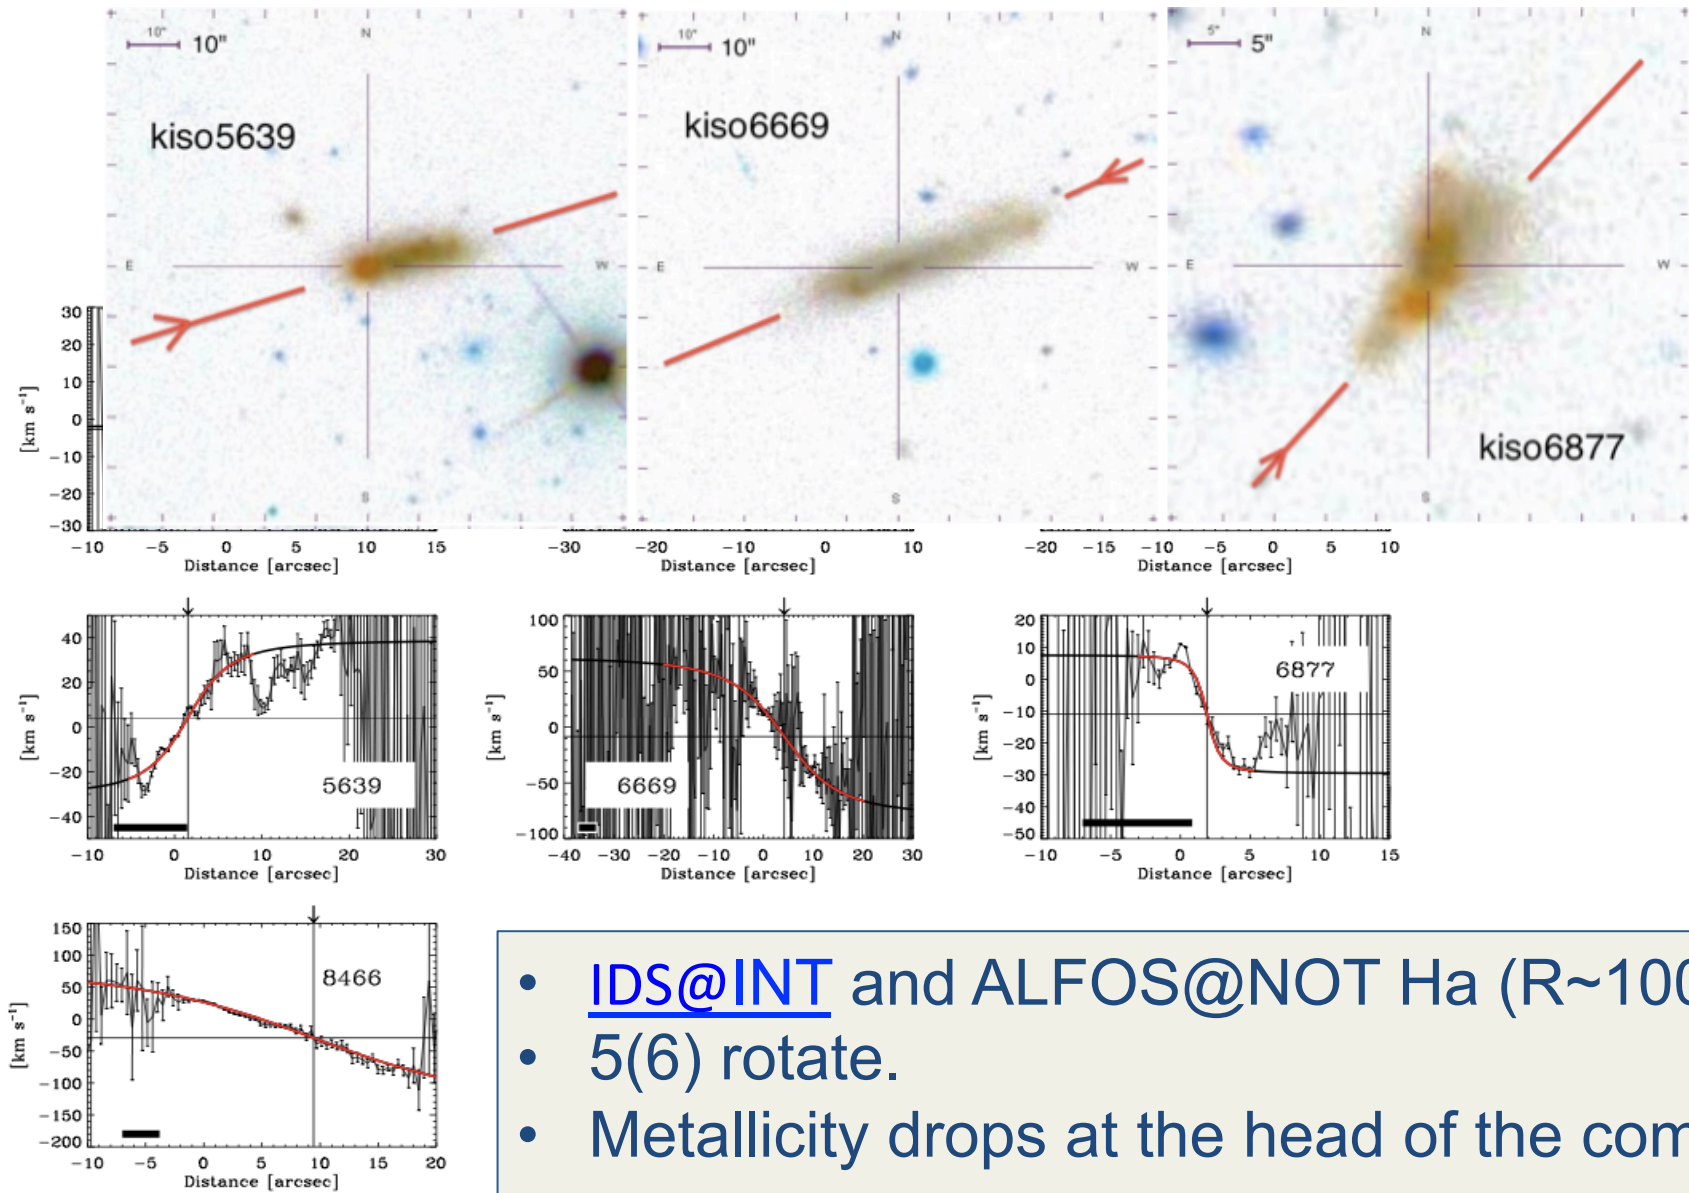 10" 10" N
kiso5639
E W
S
10" 10" N
kiso6669
E W
S
5" 5" N
E W
kiso6877
S
30
20
10
0
-10
-20
-30
[km s⁻¹]
-10 -5 0 5 10 15
Distance [arcsec]
-30 -20 -10 0 10
Distance [arcsec]
-20 -15 -10 -5 0 5 10
Distance [arcsec]
40
20
0
-20
-40
[km s⁻¹]
5639
-10 0 10 20 30
Distance [arcsec]
100
50
0
-50
-100
[km s⁻¹]
6669
-40 -30 -20 -10 0 10 20 30
Distance [arcsec]
20
10
0
-10
-20
-30
-40
-50
[km s⁻¹]
6877
-10 -5 0 5 10 15
Distance [arcsec]
150
100
50
0
-50
-100
-150
-200
[km s⁻¹]
8466
-10 -5 0 5 10 15 20
Distance [arcsec]
• IDS@INT and ALFOS@NOT Ha (R~100
• 5(6) rotate.
• Metallicity drops at the head of the com